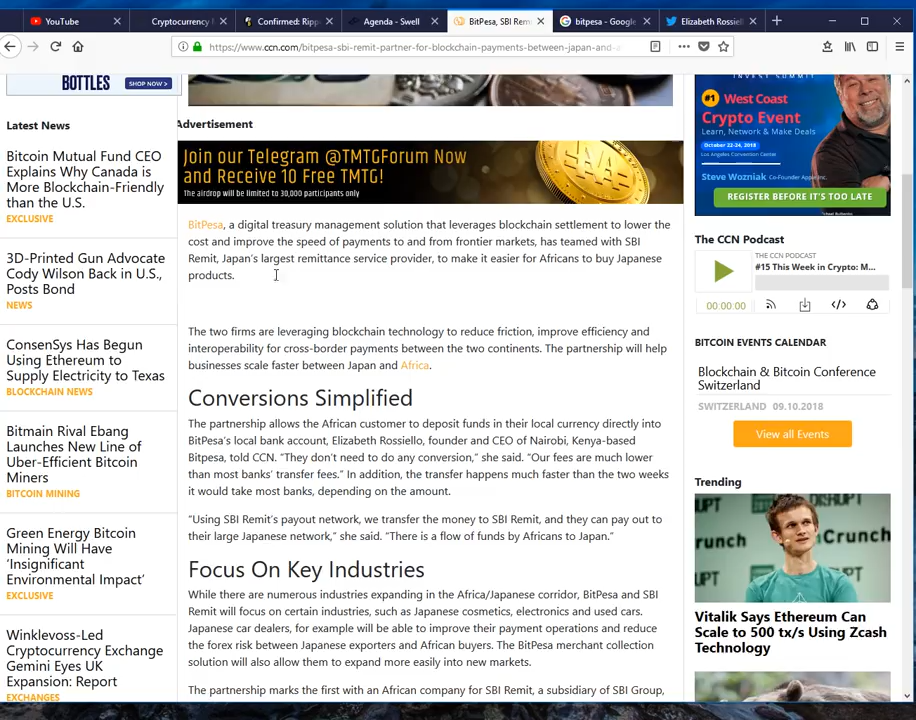 YouTube
Cryptocurrency
Confirmed: Ripp
Agenda - Swell
BitPesa, SBI Rem
bitpesa - Google
Elizabeth Rossiel
https://www.ccn.com/bitpesa-sbi-remit-partner-for-blockchain-payments-between-japan-and-a
BOTTLES
SHOP NOW >
Latest News
Bitcoin Mutual Fund CEO
Explains Why Canada is
More Blockchain-Friendly
than the U.S.
EXCLUSIVE
3D-Printed Gun Advocate
Cody Wilson Back in U.S.,
Posts Bond
NEWS
ConsenSys Has Begun
Using Ethereum to
Supply Electricity to Texas
BLOCKCHAIN NEWS
Bitmain Rival Ebang
Launches New Line of
Uber-Efficient Bitcoin
Miners
BITCOIN MINING
Green Energy Bitcoin
Mining Will Have
‘Insignificant
Environmental Impact’
EXCLUSIVE
Winklevoss-Led
Cryptocurrency Exchange
Gemini Eyes UK
Expansion: Report
EXCHANGES
Advertisement
Join our Telegram @TMTGForum Now
and Receive 10 Free TMTG!
The airdrop will be limited to 30,000 participants only
BitPesa, a digital treasury management solution that leverages blockchain settlement to lower the
cost and improve the speed of payments to and from frontier markets, has teamed with SBI
Remit, Japan’s largest remittance service provider, to make it easier for Africans to buy Japanese
products.
The two firms are leveraging blockchain technology to reduce friction, improve efficiency and
interoperability for cross-border payments between the two continents. The partnership will help
businesses scale faster between Japan and Africa.
Conversions Simplified
The partnership allows the African customer to deposit funds in their local currency directly into
BitPesa’s local bank account, Elizabeth Rossiello, founder and CEO of Nairobi, Kenya-based
Bitpesa, told CCN. “They don’t need to do any conversion,” she said. “Our fees are much lower
than most banks’ transfer fees.” In addition, the transfer happens much faster than the two weeks
it would take most banks, depending on the amount.
“Using SBI Remit’s payout network, we transfer the money to SBI Remit, and they can pay out to
their large Japanese network,” she said. “There is a flow of funds by Africans to Japan.”
Focus On Key Industries
While there are numerous industries expanding in the Africa/Japanese corridor, BitPesa and SBI
Remit will focus on certain industries, such as Japanese cosmetics, electronics and used cars.
Japanese car dealers, for example will be able to improve their payment operations and reduce
the forex risk between Japanese exporters and African buyers. The BitPesa merchant collection
solution will also allow them to expand more easily into new markets.
The partnership marks the first with an African company for SBI Remit, a subsidiary of SBI Group,
INVEST SUMMIT
#1 West Coast
Crypto Event
Learn, Network & Make Deals
October 22-24, 2018
Los Angeles Convention Center
Steve Wozniak Co-Founder Apple Inc.
REGISTER BEFORE IT'S TOO LATE
The CCN Podcast
THE CCN PODCAST
#15 This Week in Crypto: M...
00:00:00
BITCOIN EVENTS CALENDAR
Blockchain & Bitcoin Conference
Switzerland
SWITZERLAND 09.10.2018
View all Events
Trending
DISRUPT
runch
Crunch
Vitalik Says Ethereum Can
Scale to 500 tx/s Using Zcash
Technology